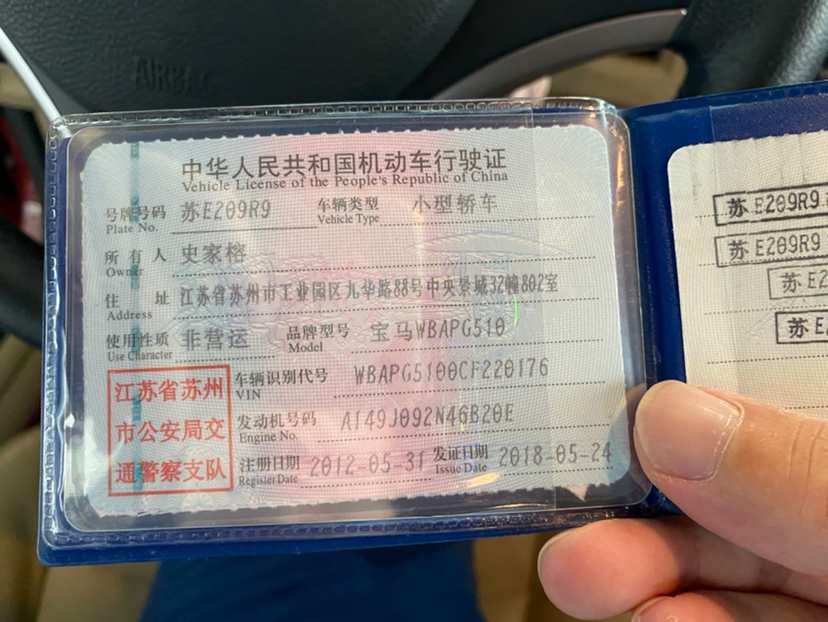 AIRBAG
中华人民共和国机动车行驶证
Vehicle License of the People's Republic of China
号牌号码 苏E209R9 车辆类型 小型轿车
Plate No. Vehicle Type
所有人 史家榕
Owner
住址 江苏省苏州市工业园区九华路88号中央景城32幢802室
Address
使用性质 非营运 品牌型号 宝马WBAPG510
Use Character Model
江苏省苏州
市公安局交
通警察支队
车辆识别代号 WBAPG5100CF220176
VIN
发动机号码 A149J092N46B20E
Engine No.
注册日期 2012-05-31 发证日期 2018-05-24
Register Date Issue Date
苏E209R9
苏E209R9
苏E2
苏E